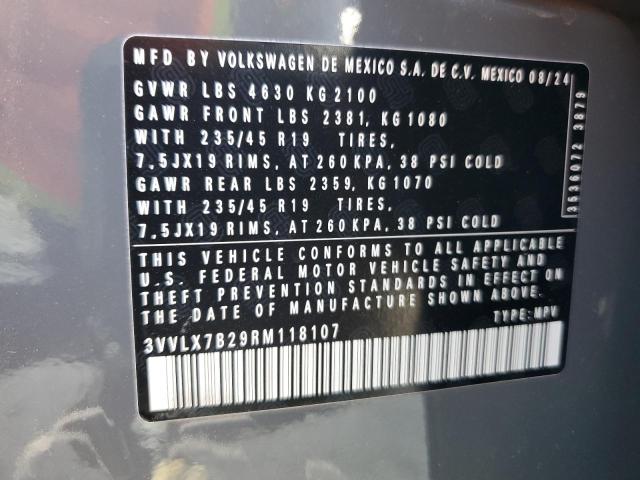 MFD BY VOLKSWAGEN DE MEXICO S.A. DE C.V. MEXICO 08/24
GVWR LBS 4630 KG 2100
GAWR FRONT LBS 2381, KG 1080
WITH 235/45 R19 TIRES,
7,5JX19 RIMS, AT 260 KPA, 38 PSI COLD
GAWR REAR LBS 2359, KG 1070
WITH 235/45 R19 TIRES,
7,5JX19 RIMS, AT 260 KPA, 38 PSI COLD
THIS VEHICLE CONFORMS TO ALL APPLICABLE
U.S. FEDERAL MOTOR VEHICLE SAFETY AND
THEFT PREVENTION STANDARDS IN EFFECT ON
THE DATE OF MANUFACTURE SHOWN ABOVE.
3VVLX7B29RM118107 TYPE: MPV
3536072 3879